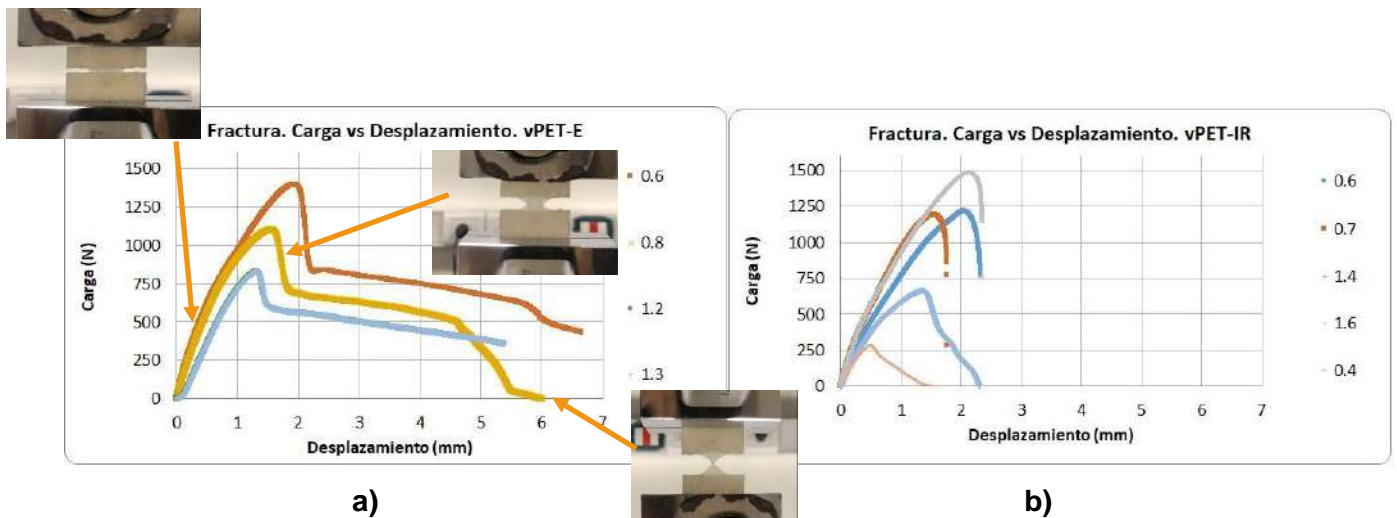 Fractura. Carga vs Desplazamiento. vPET-E
1500
1250
1000
750
500
250
0
Carga (N)
0 1 2 3 4 5 6 7
Desplazamiento (mm)
0.6
0.8
1.2
1.3
a)
Fractura. Carga vs Desplazamiento. vPET-IR
1500
1250
1000
750
500
250
0
Carga (N)
0 1 2 3 4 5 6 7
Desplazamiento (mm)
0.6
0.7
1.4
1.6
0.4
b)